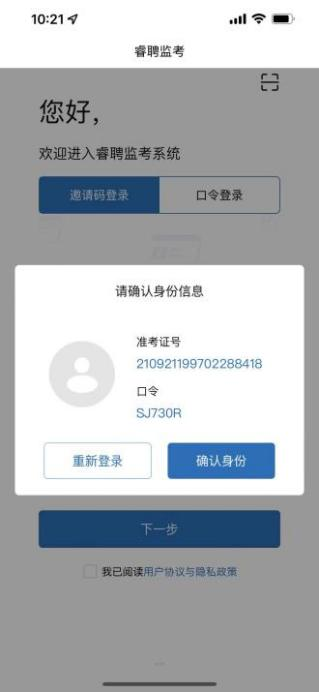 10:21
睿聘监考
您好，
欢迎进入睿聘监考系统
邀请码登录
口令登录
请确认身份信息
准考证号
210921199702288418
口令
SJ730R
重新登录
确认身份
下一步
我已阅读用户协议与隐私政策